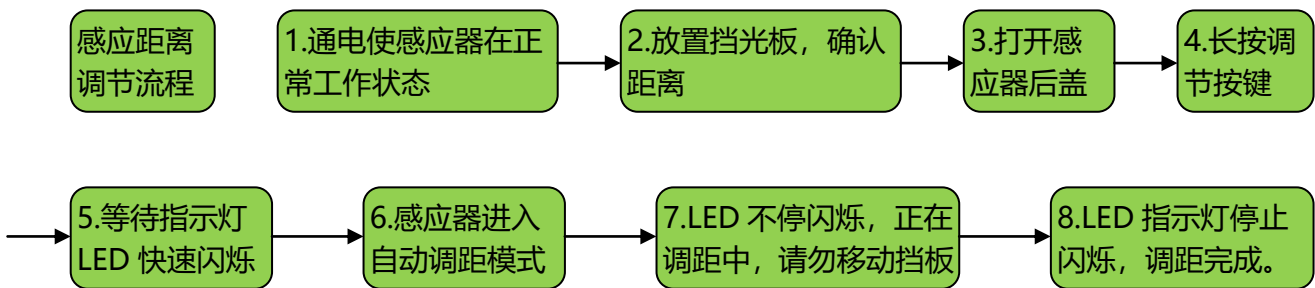 感应距离
调节流程
1.通电使感应器在正
常工作状态
2.放置挡光板，确认
距离
3.打开感
应器后盖
4.长按调
节按键
5.等待指示灯
LED 快速闪烁
6.感应器进入
自动调距模式
7.LED 不停闪烁，正在
调距中，请勿移动挡板
8.LED 指示灯停止
闪烁，调距完成。